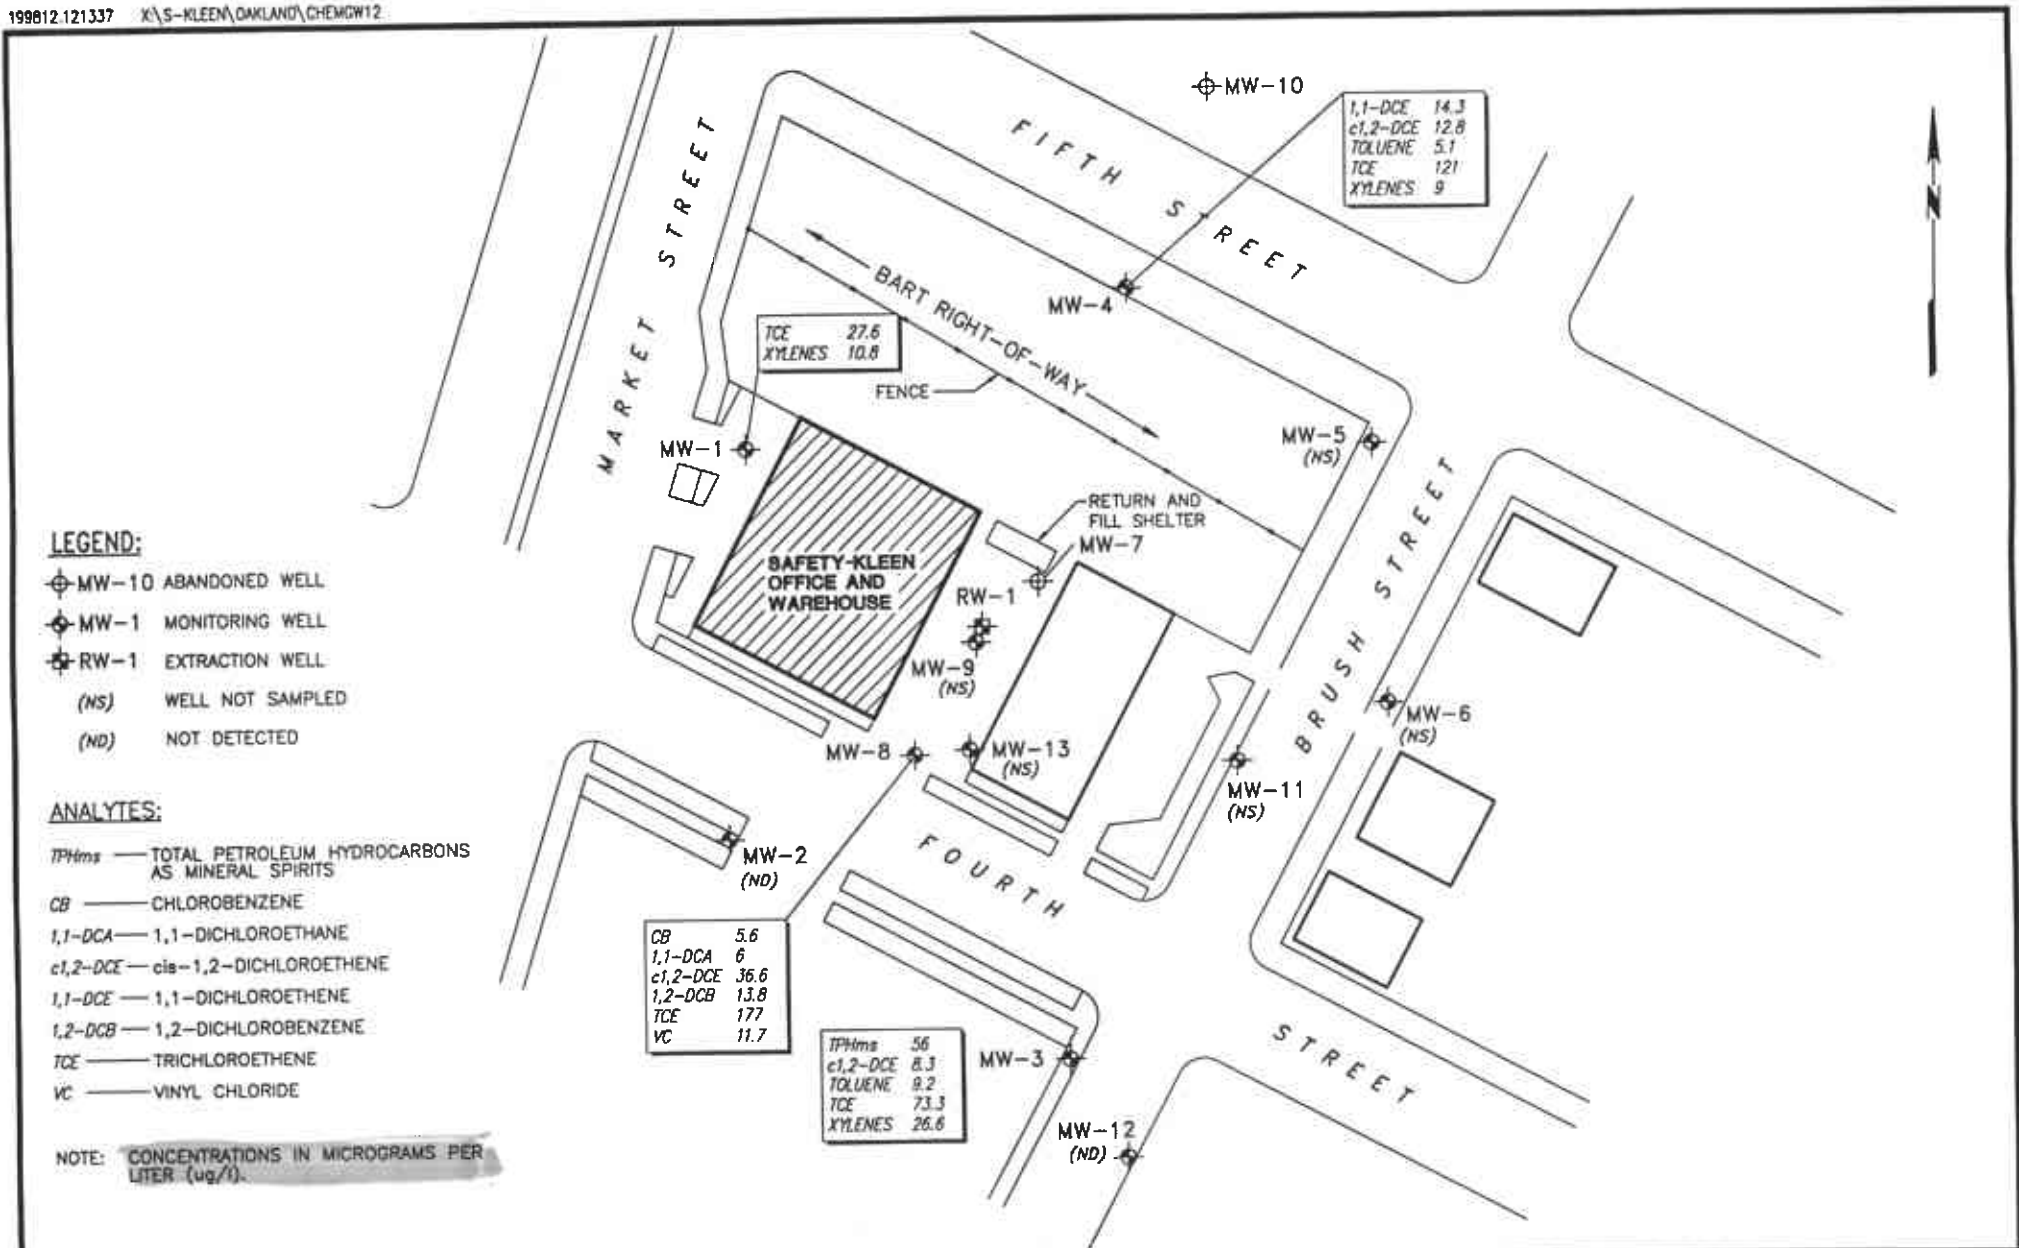 199812.121337 X:\S-KLEEN\OAKLAND\CHEMGW12
MW-10
1,1-DCE 14.3
c1,2-DCE 12.8
TOLUENE 5.1
TCE 121
XYLENES 9
FIFTH STREET
N
MARKET STREET
MW-4
BART RIGHT-OF-WAY
TCE 27.6
XYLENES 10.8
FENCE
MW-1
MW-5
(NS)
RETURN AND
FILL SHELTER
MW-7
SAFETY-KLEEN
OFFICE AND
WAREHOUSE
RW-1
MW-9
(NS)
BRUSH STREET
MW-6
(NS)
MW-8
MW-13
(NS)
MW-11
(NS)
MW-2
(ND)
FOURTH STREET
CB 5.6
1,1-DCA 6
c1,2-DCE 36.6
1,2-DCB 13.8
TCE 177
VC 11.7
TPHms 56
c1,2-DCE 8.3
TOLUENE 9.2
TCE 73.3
XYLENES 26.6
MW-3
MW-12
(ND)
LEGEND:
MW-10 ABANDONED WELL
MW-1 MONITORING WELL
RW-1 EXTRACTION WELL
(NS) WELL NOT SAMPLED
(ND) NOT DETECTED
ANALYTES:
TPHms — TOTAL PETROLEUM HYDROCARBONS
AS MINERAL SPIRITS
CB — CHLOROBENZENE
1,1-DCA — 1,1-DICHLOROETHANE
c1,2-DCE — cis-1,2-DICHLOROETHENE
1,1-DCE — 1,1-DICHLOROETHENE
1,2-DCB — 1,2-DICHLOROBENZENE
TCE — TRICHLOROETHENE
VC — VINYL CHLORIDE
NOTE: CONCENTRATIONS IN MICROGRAMS PER
LITER (ug/l).